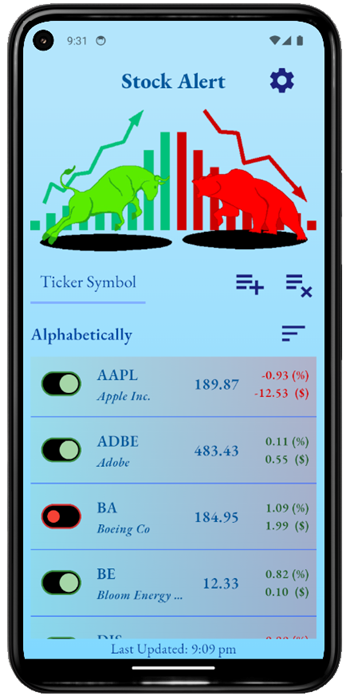 9:31
Stock Alert
Ticker Symbol
Alphabetically
AAPL
Apple Inc.
189.87
-0.93 (%)
-12.53 ($)
ADBE
Adobe
483.43
0.11 (%)
0.55 ($)
BA
Boeing Co
184.95
1.09 (%)
1.99 ($)
BE
Bloom Energy ...
12.33
0.82 (%)
0.10 ($)
Last Updated: 9:09 pm